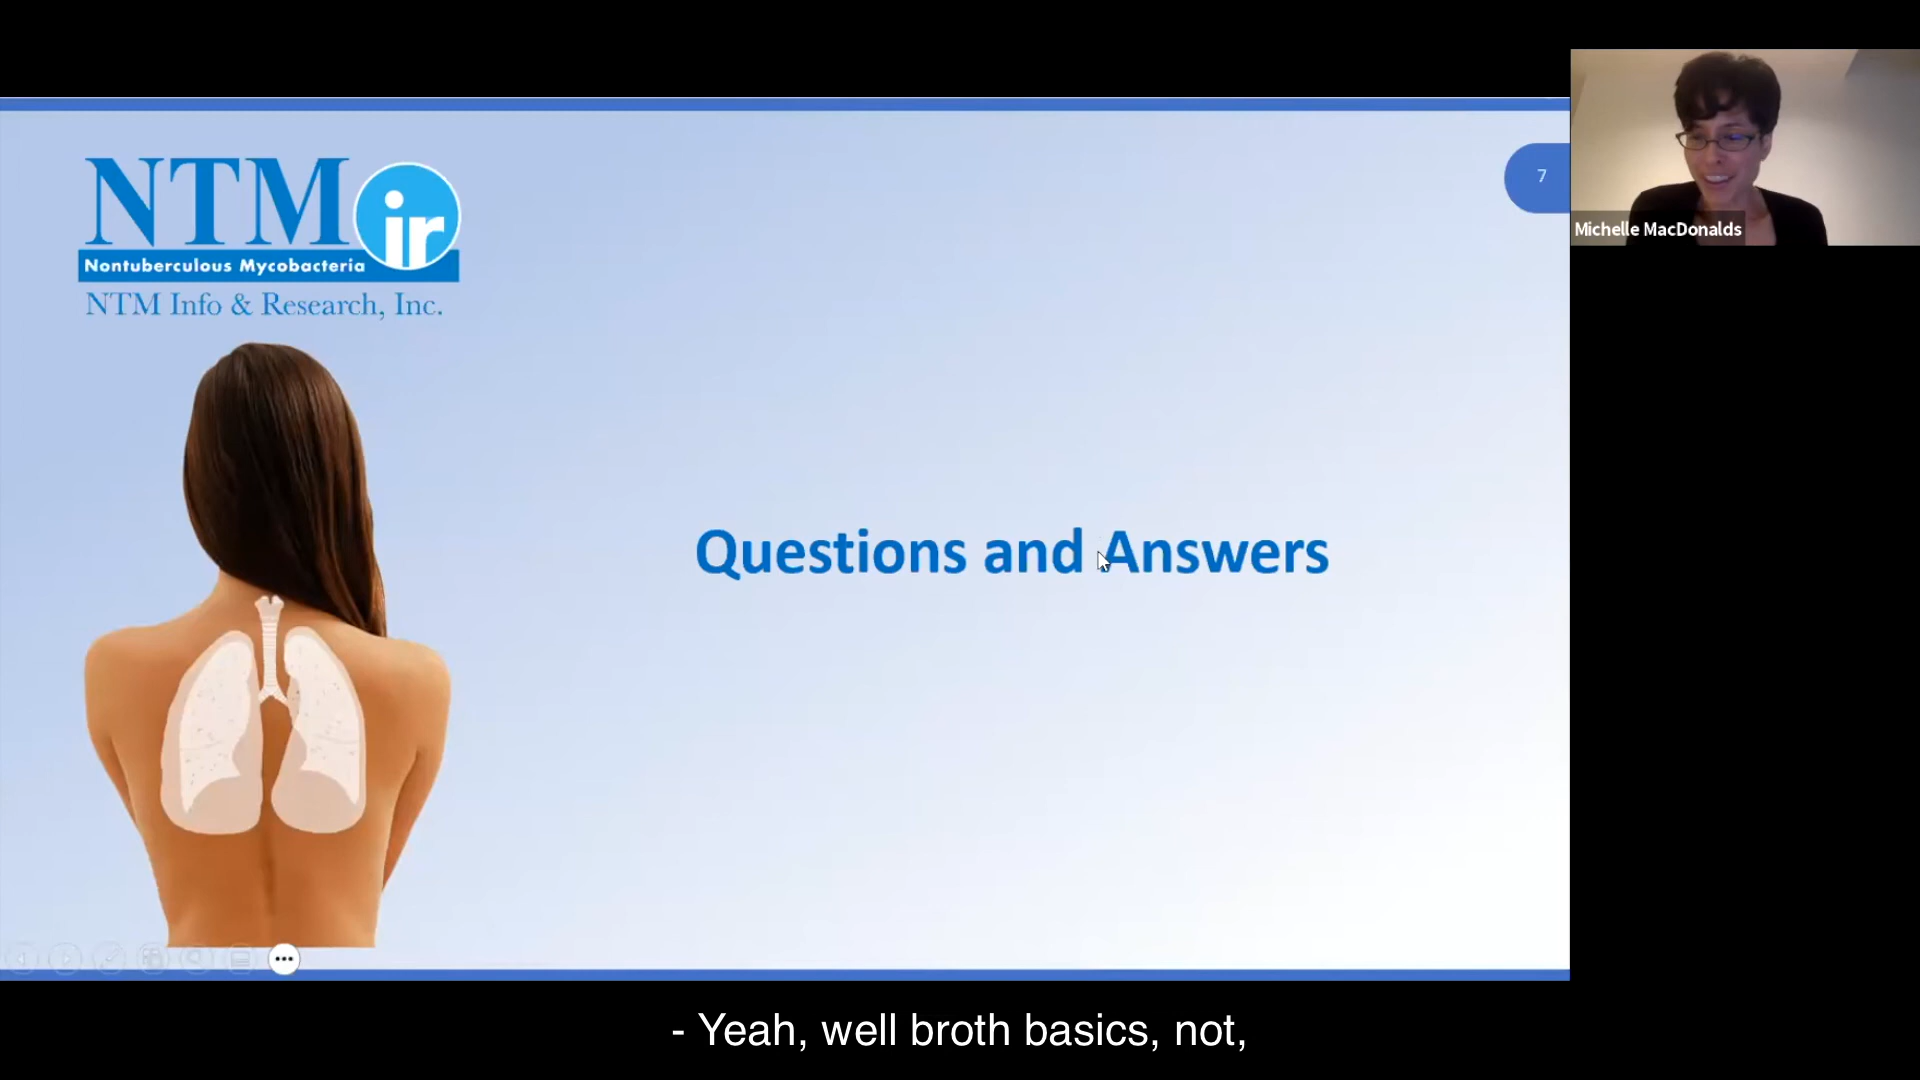 NTM ir
Nontuberculous Mycobacteria
NTM Info & Research, Inc.
7
Michelle MacDonalds
Questions and Answers
- Yeah, well broth basics, not,